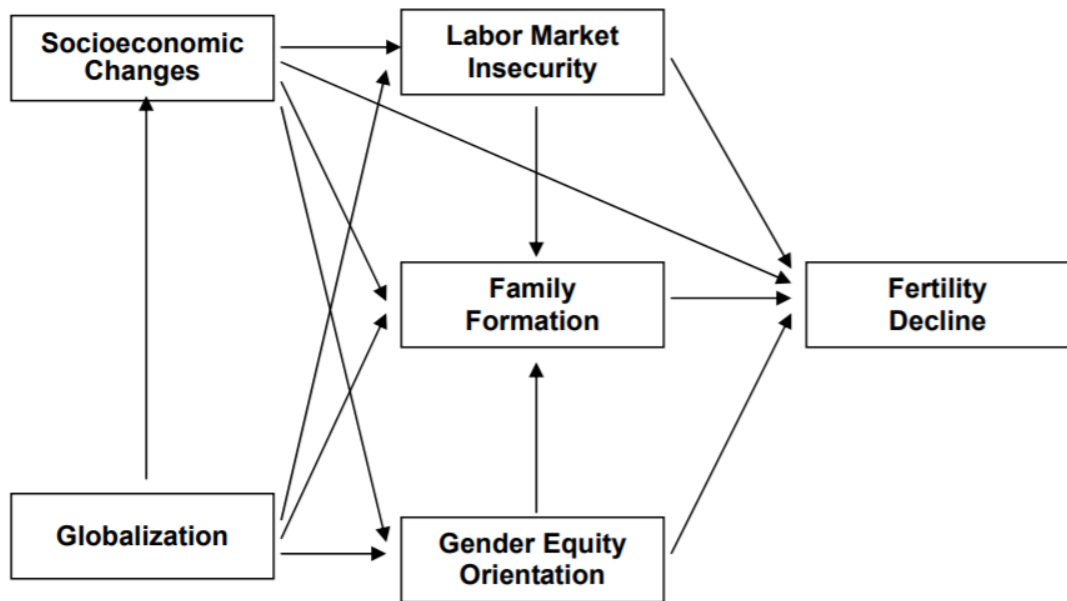 Socioeconomic
Changes
Labor Market
Insecurity
Family
Formation
Fertility
Decline
Globalization
Gender Equity
Orientation